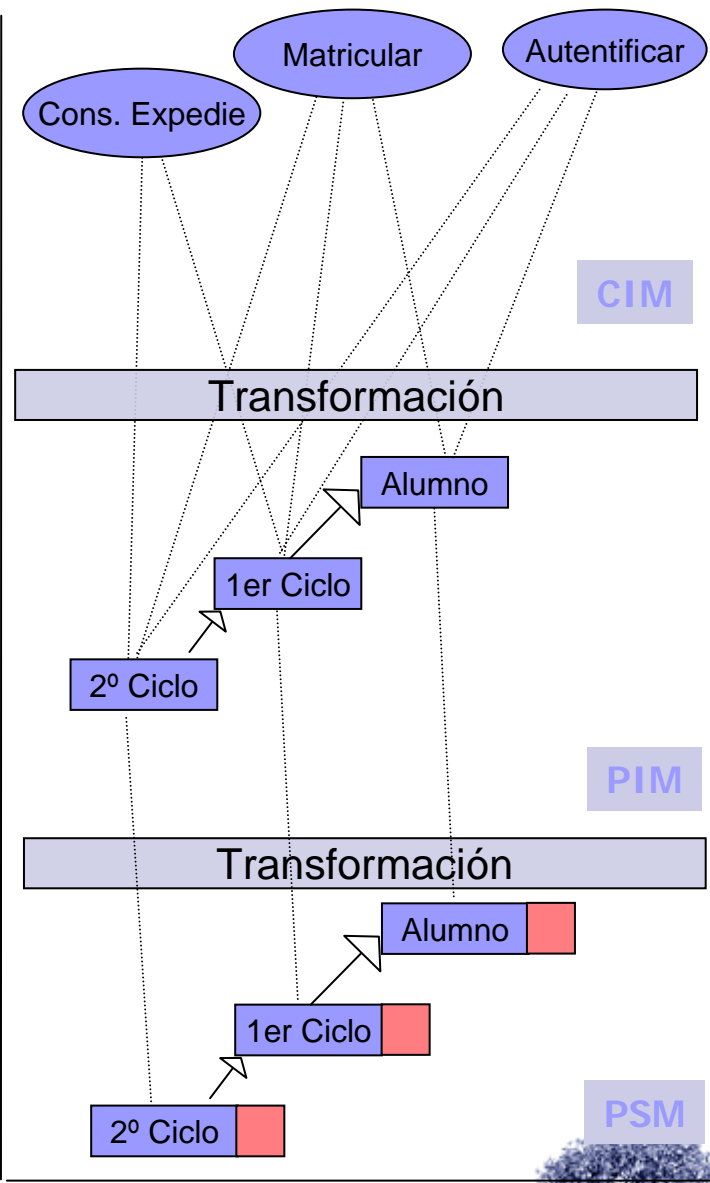 Matricular
Autentificar
Cons. Expedie
CIM
Transformación
Alumno
1er Ciclo
2º Ciclo
PIM
Transformación
Alumno
1er Ciclo
2º Ciclo
PSM